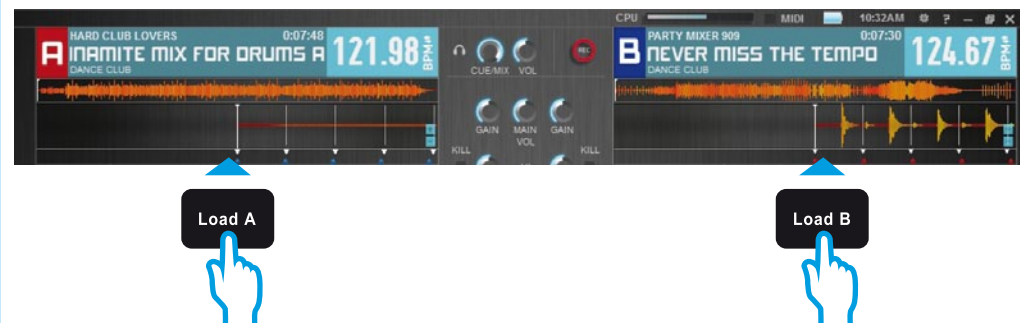 CPU MIDI 10:32AM ?
A HARD CLUB LOVERS 0:07:48
INAMITE MIX FOR DRUMS A 121.98 BPM
DANCE CLUB
CUE/MIX VOL
REC
B PARTY MIXER 909 0:07:30
NEVER MISS THE TEMPO 124.67 BPM
DANCE CLUB
GAIN MAIN VOL GAIN
KILL KILL
Load A
Load B